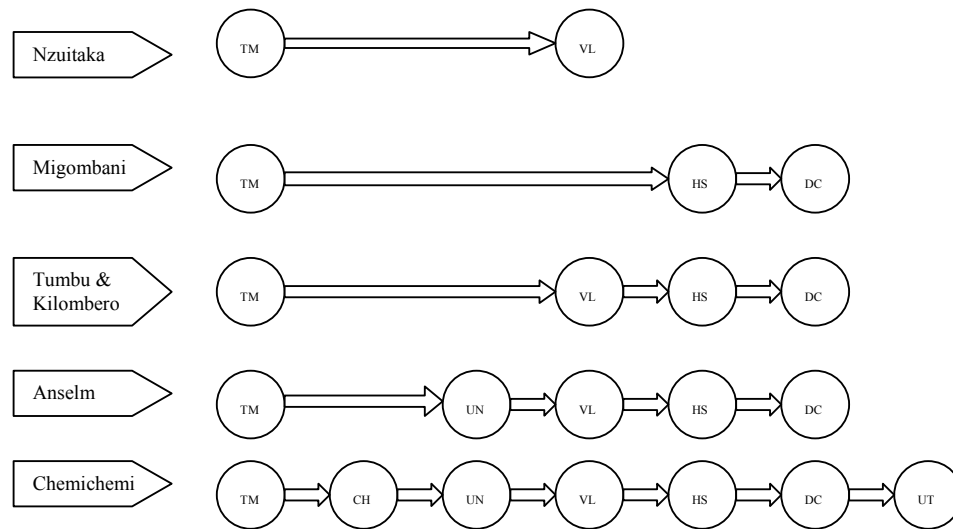 Nzuitaka TM VL
Migombani TM HS DC
Tumbu &
Kilombero TM VL HS DC
Anselm TM UN VL HS DC
Chemichemi TM CH UN VL HS DC UT